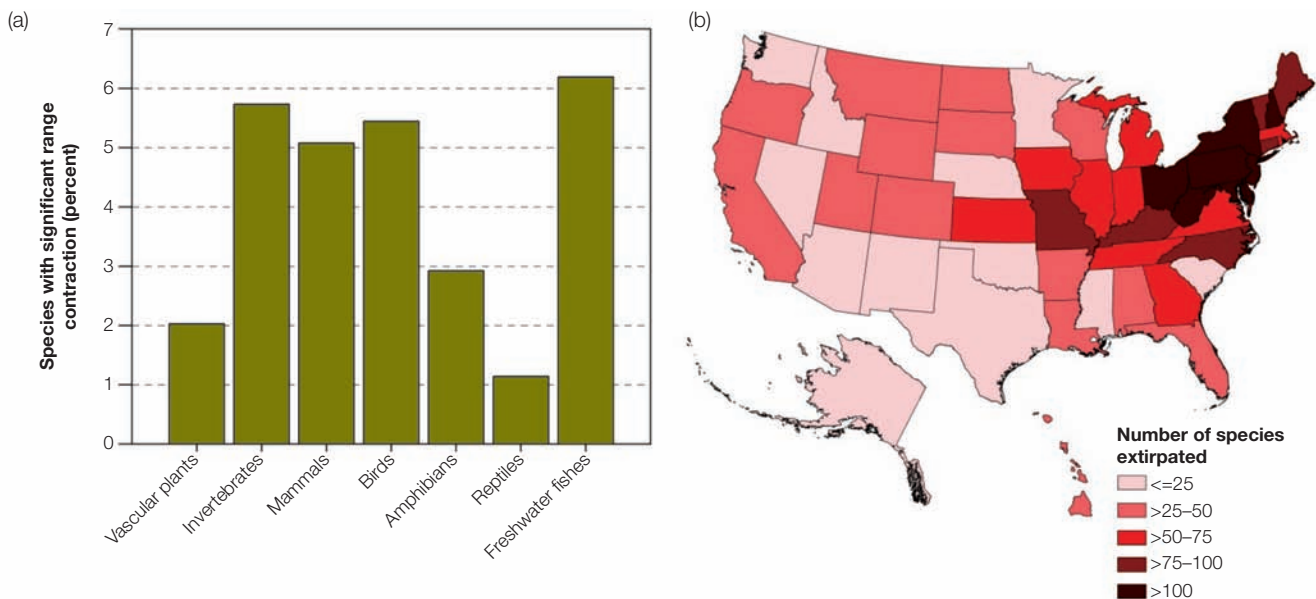 (a)
Species with significant range
contraction (percent)
7
6
5
4
3
2
1
0
Vascular plants
Invertebrates
Mammals
Birds
Amphibians
Reptiles
Freshwater fishes
(b)
Number of species
extirpated
<=25
>25–50
>50–75
>75–100
>100